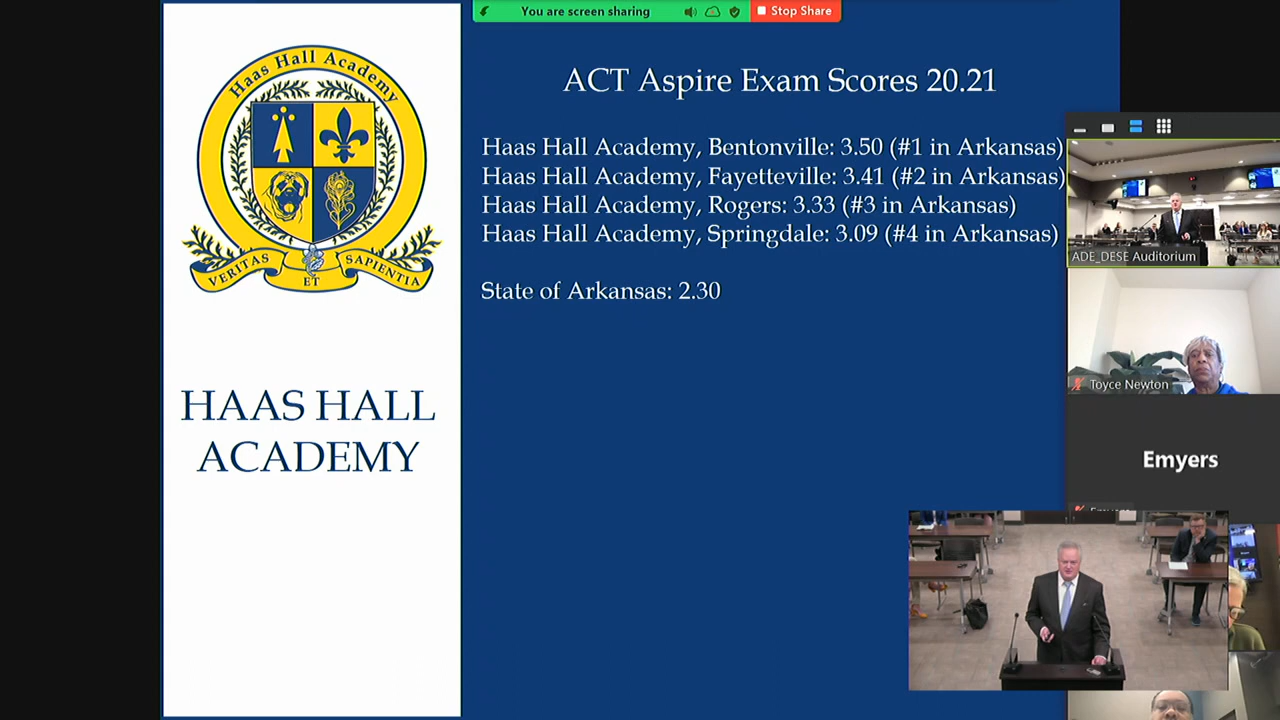 You are screen sharing
Stop Share
Haas Hall Academy
VERITAS
ET
SAPIENTIA
HAAS HALL
ACADEMY
ACT Aspire Exam Scores 20.21
Haas Hall Academy, Bentonville: 3.50 (#1 in Arkansas)
Haas Hall Academy, Fayetteville: 3.41 (#2 in Arkansas)
Haas Hall Academy, Rogers: 3.33 (#3 in Arkansas)
Haas Hall Academy, Springdale: 3.09 (#4 in Arkansas)
State of Arkansas: 2.30
ADE_DESE Auditorium
Toyce Newton
Emyers